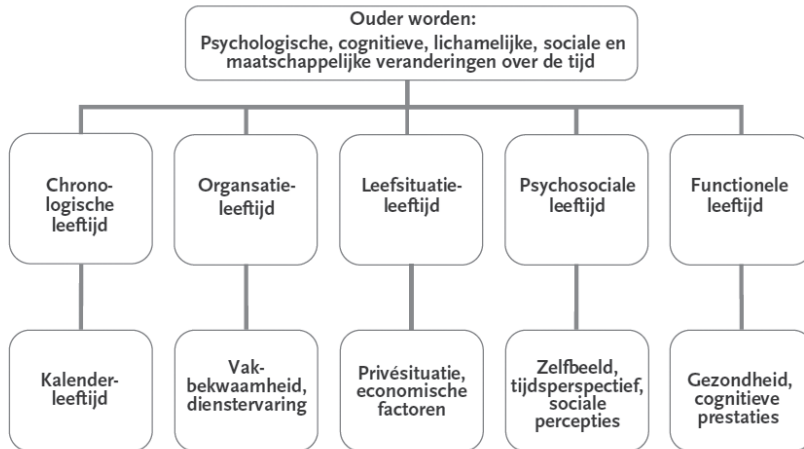 Ouder worden:
Psychologische, cognitieve, lichamelijke, sociale en
maatschappelijke veranderingen over de tijd
Chrono-
logische
leeftijd
Organsatie-
leeftijd
Leefsituatie-
leeftijd
Psychosociale
leeftijd
Functionele
leeftijd
Kalender-
leeftijd
Vak-
bekwaamheid,
dienstervaring
Privésituatie,
economische
factoren
Zelfbeeld,
tijdsperspectief,
sociale
percepties
Gezondheid,
cognitieve
prestaties